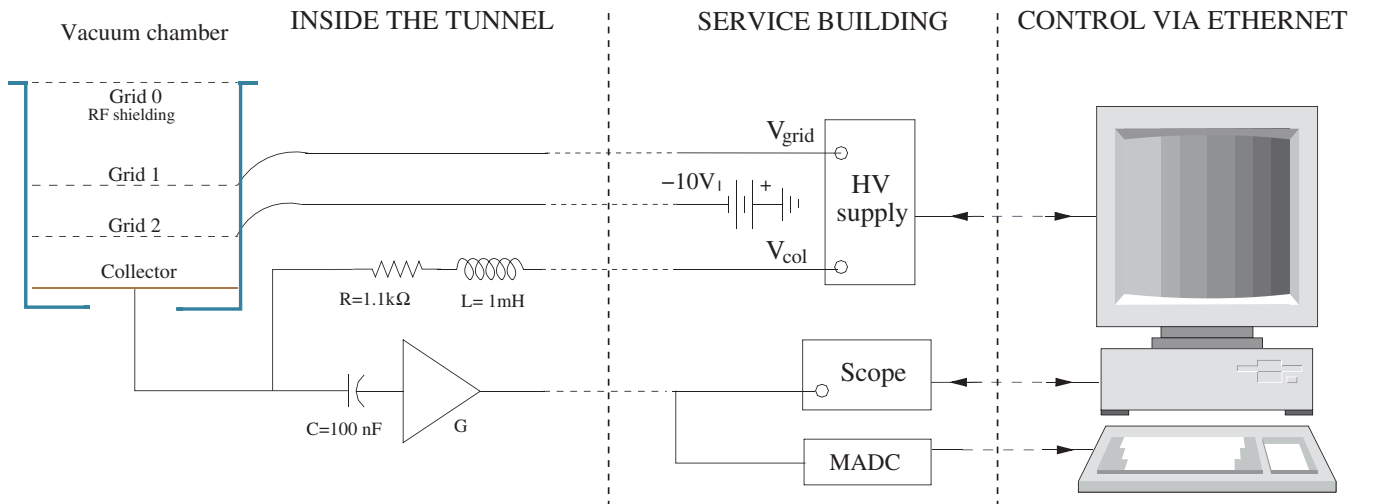 INSIDE THE TUNNEL
SERVICE BUILDING
CONTROL VIA ETHERNET
Vacuum chamber
Grid 0
RF shielding
Grid 1
Grid 2
Collector
Vgrid
−10V
+
HV
supply
Vcol
R=1.1kΩ
L= 1mH
C=100 nF
G
Scope
MADC